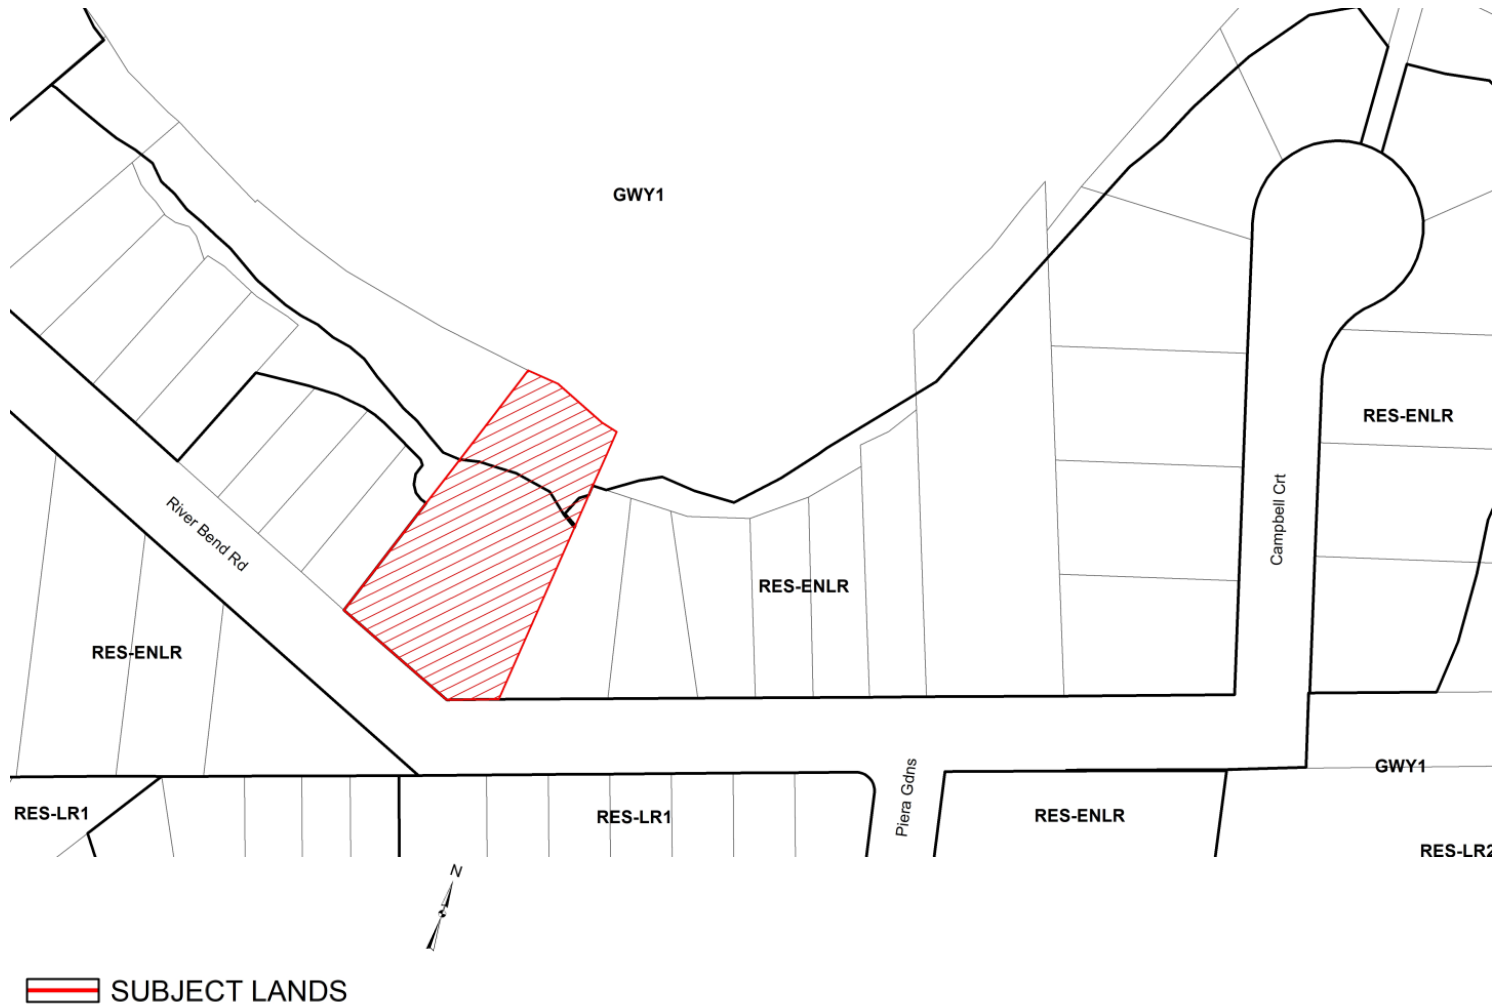 GWY1
RES-ENLR
River Bend Rd
Campbell Crt
RES-ENLR
RES-ENLR
GWY1
Piera Gdns
RES-LR1
RES-LR1
RES-ENLR
RES-LR2
N
SUBJECT LANDS